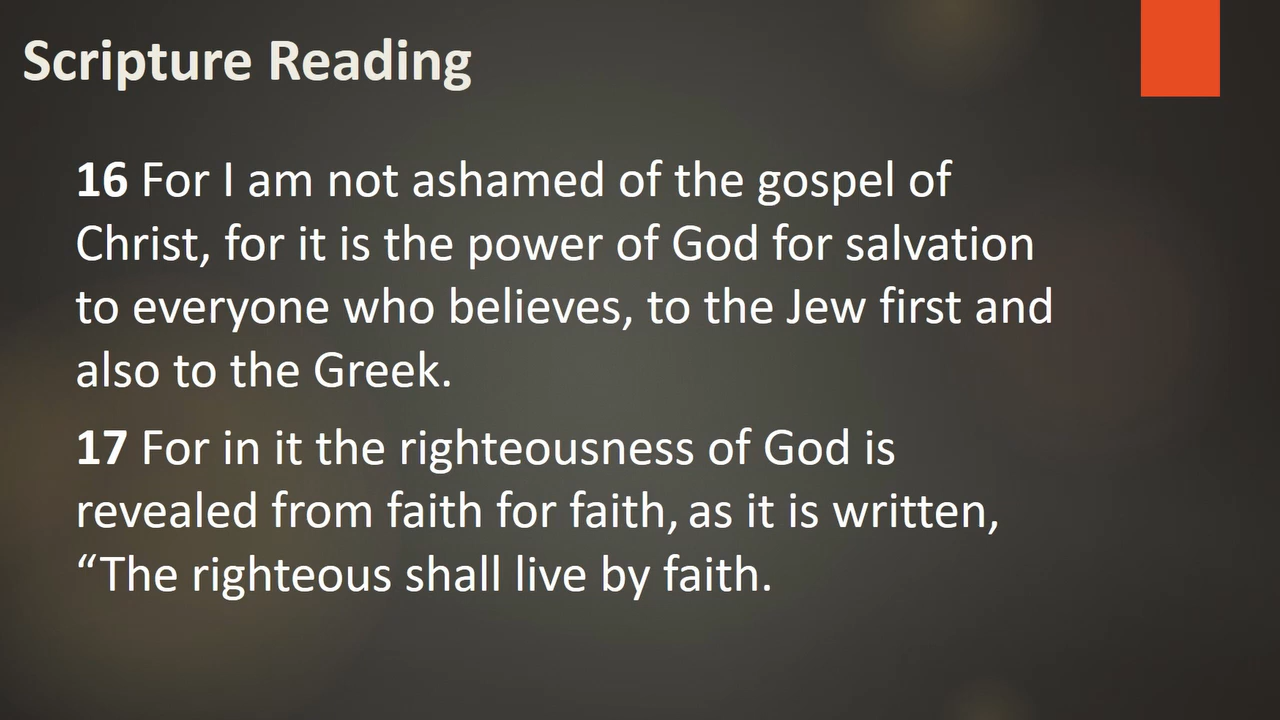 Scripture Reading
16 For I am not ashamed of the gospel of
Christ, for it is the power of God for salvation
to everyone who believes, to the Jew first and
also to the Greek.
17 For in it the righteousness of God is
revealed from faith for faith, as it is written,
“The righteous shall live by faith.